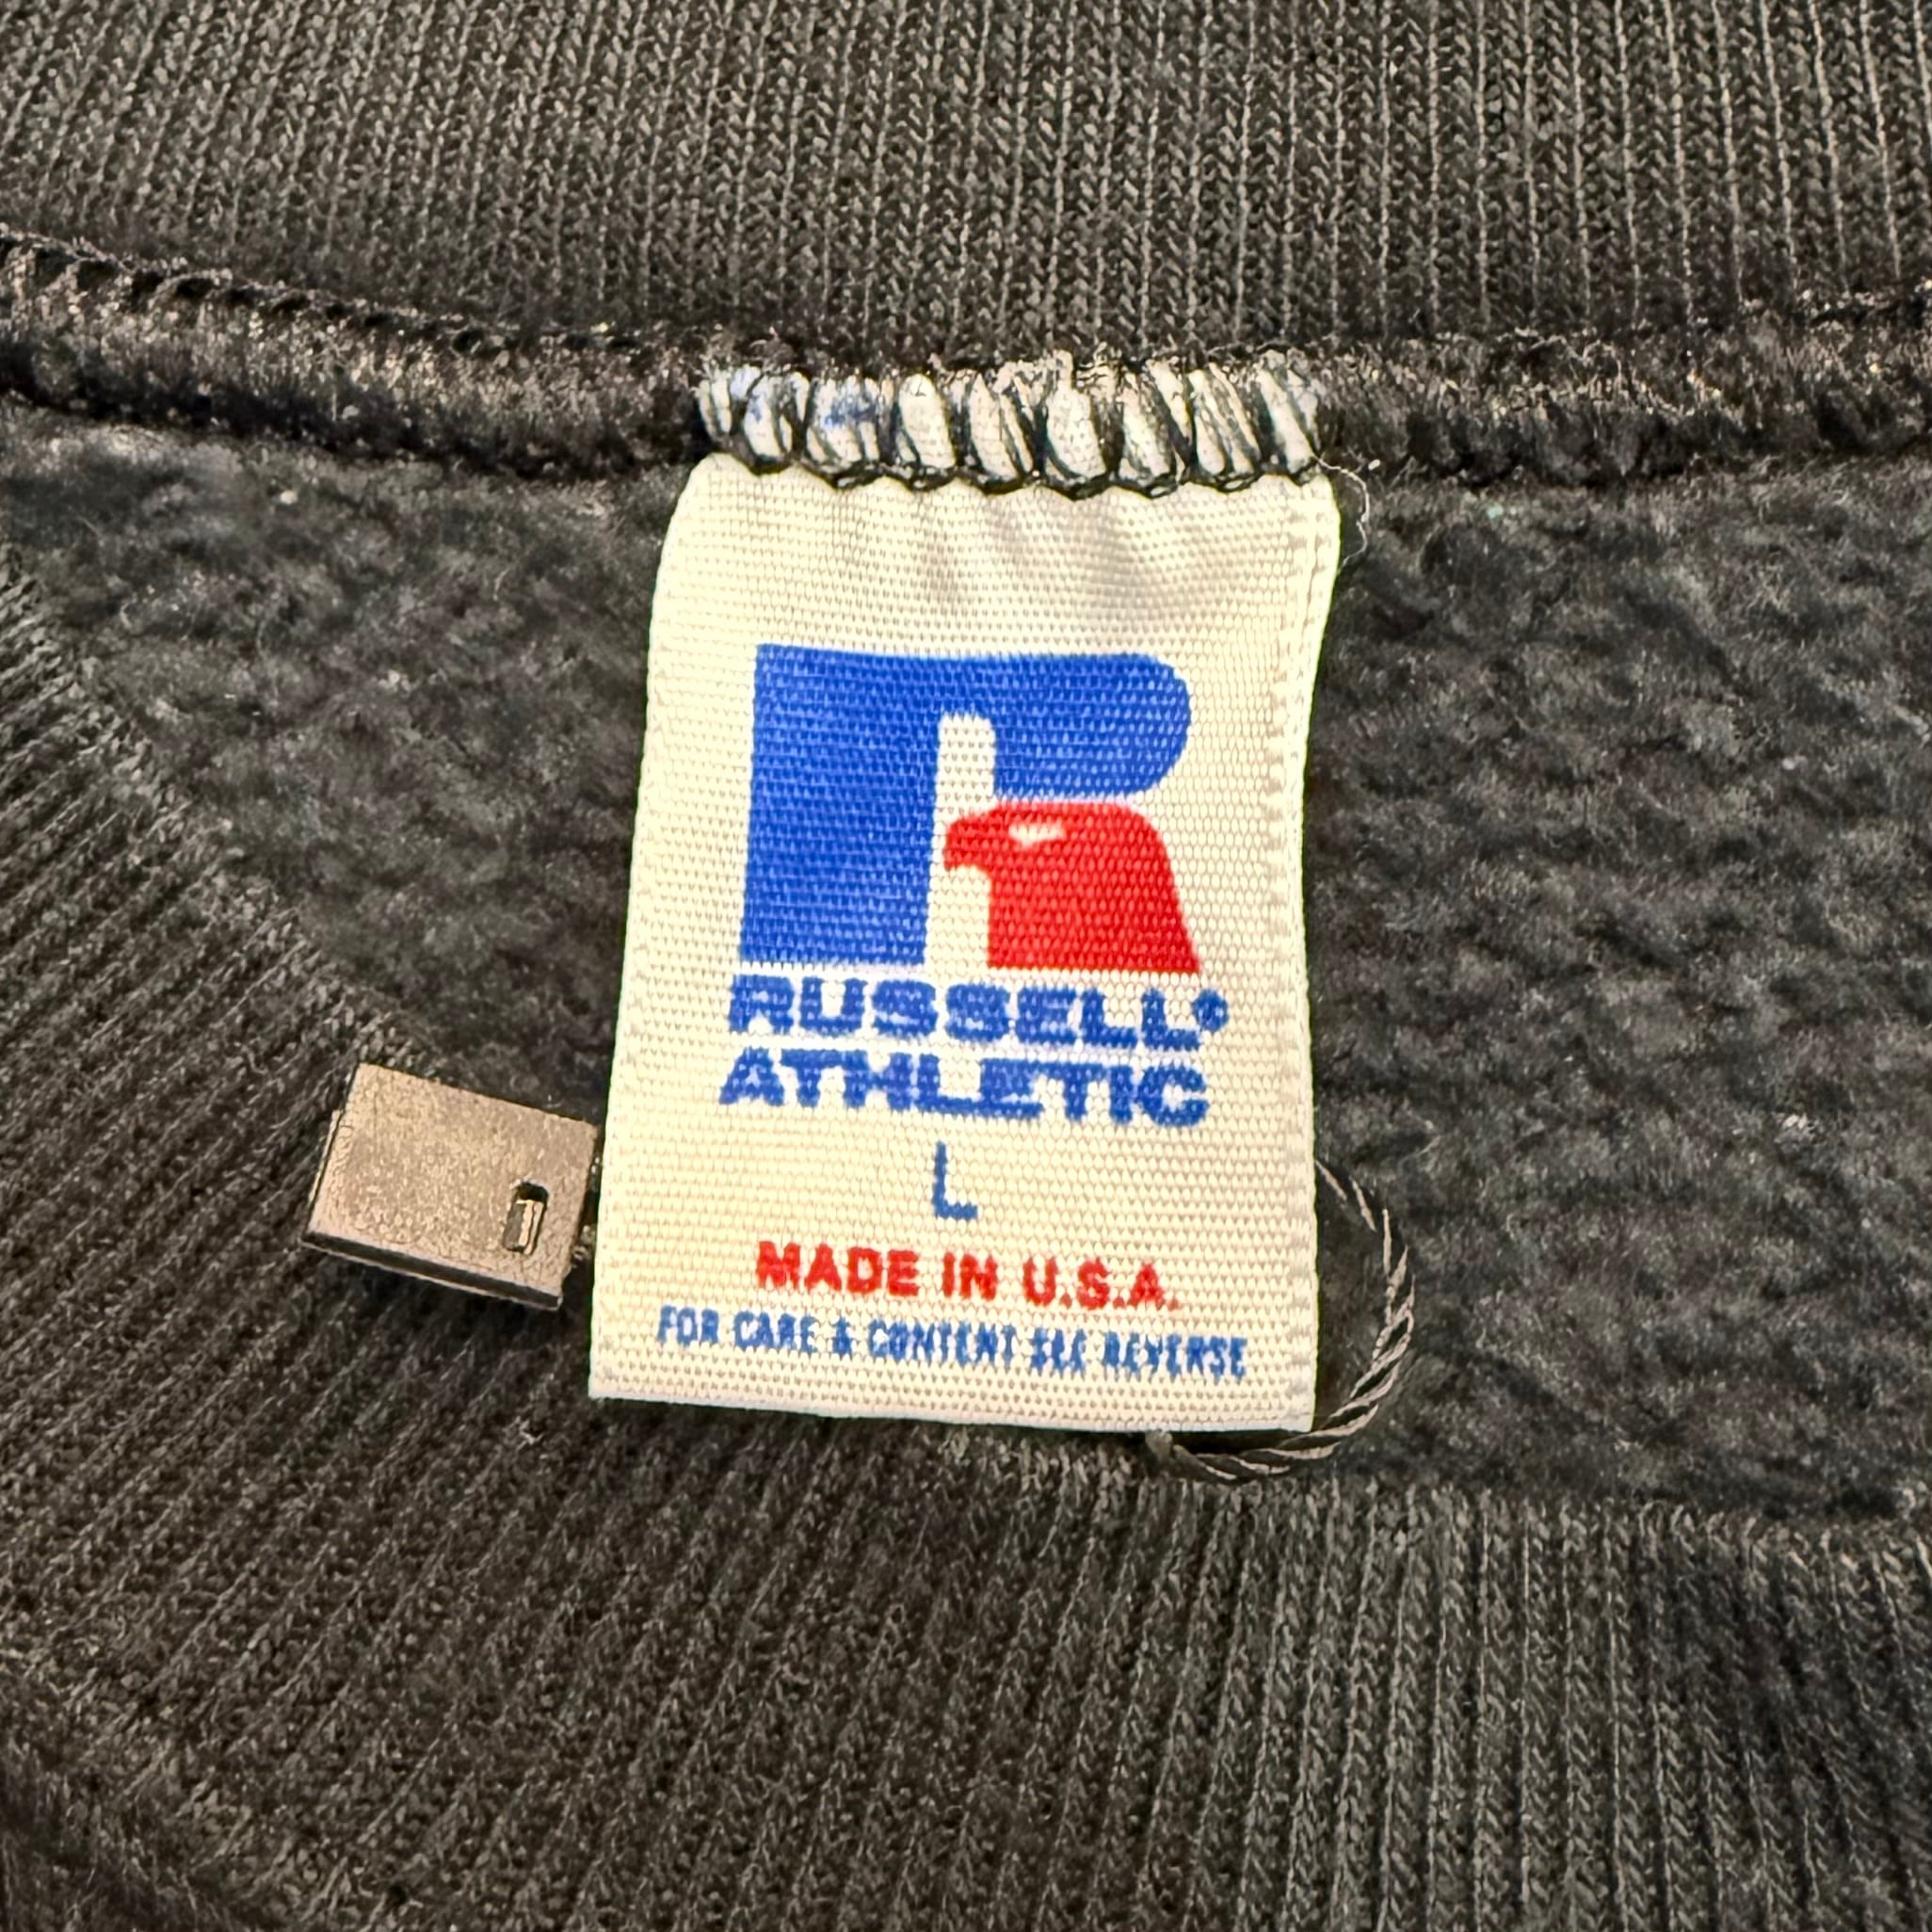 RUSSELL®
ATHLETIC
L
MADE IN U.S.A.
FOR CARE & CONTENT SEE REVERSE